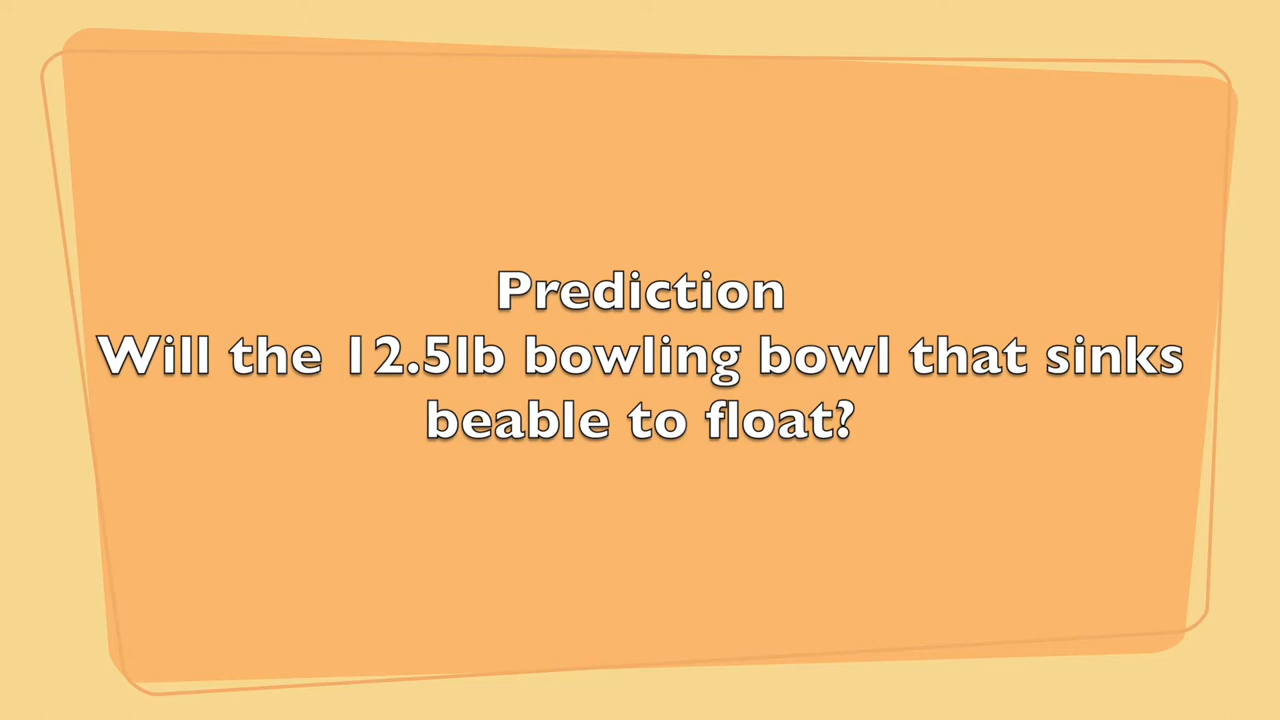 Prediction
Will the 12.5lb bowling bowl that sinks
beable to float?